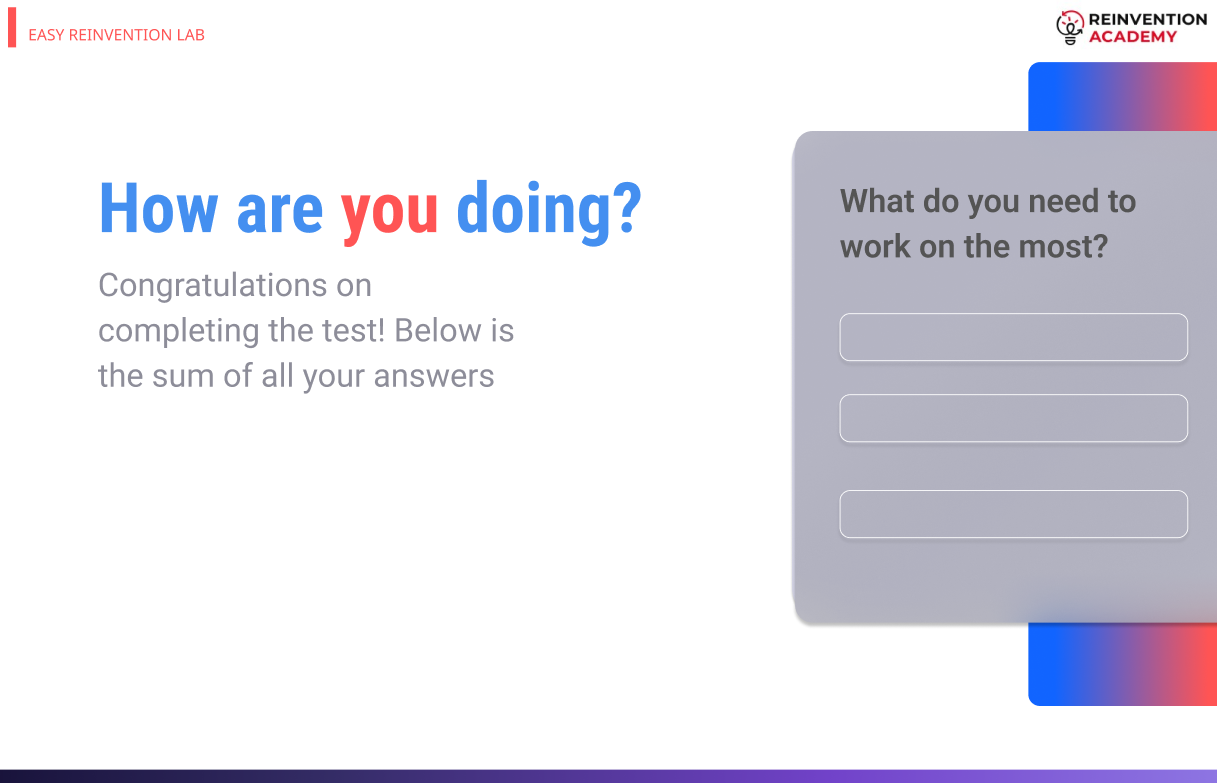 EASY REINVENTION LAB
REINVENTION
ACADEMY
How are you doing?
Congratulations on
completing the test! Below is
the sum of all your answers
What do you need to
work on the most?